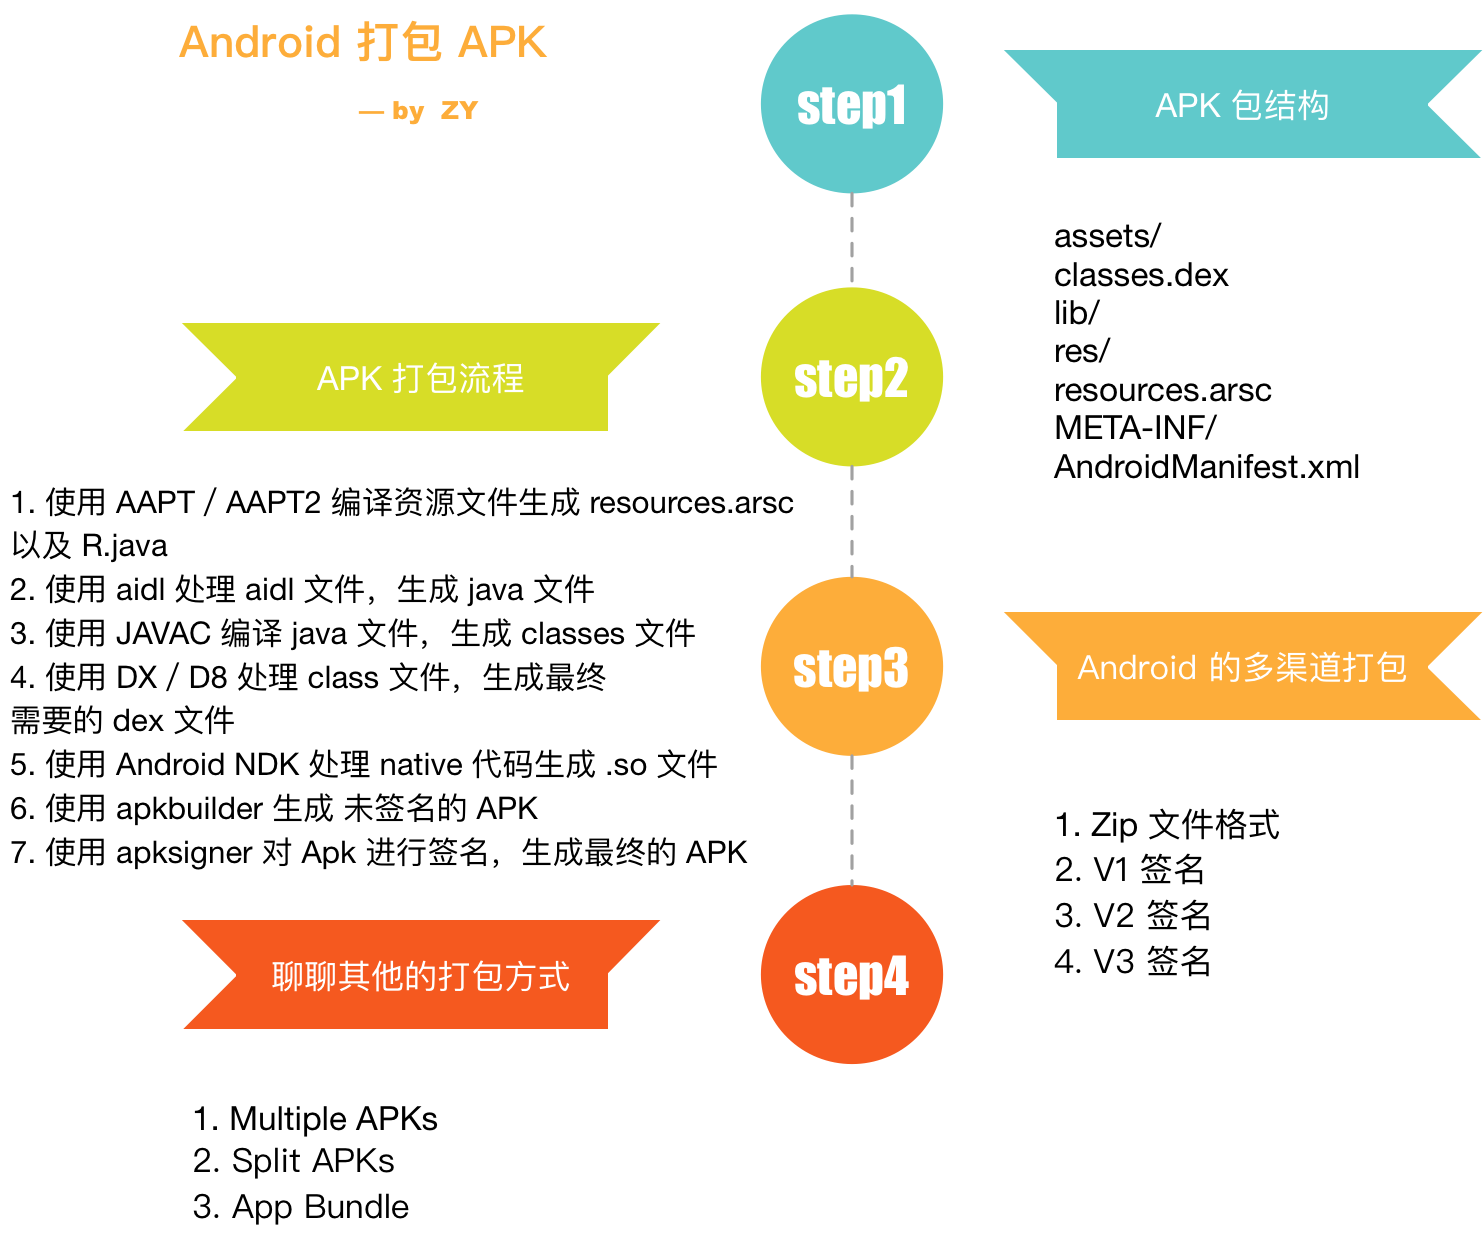 Android 打包 APK
— by ZY
step1
APK 包结构
assets/
classes.dex
lib/
res/
resources.arsc
META-INF/
AndroidManifest.xml
step2
APK 打包流程
1. 使用 AAPT / AAPT2 编译资源文件生成 resources.arsc
以及 R.java
2. 使用 aidl 处理 aidl 文件，生成 java 文件
3. 使用 JAVAC 编译 java 文件，生成 classes 文件
4. 使用 DX / D8 处理 class 文件，生成最终
需要的 dex 文件
5. 使用 Android NDK 处理 native 代码生成 .so 文件
6. 使用 apkbuilder 生成 未签名的 APK
7. 使用 apksigner 对 Apk 进行签名，生成最终的 APK
step3
Android 的多渠道打包
1. Zip 文件格式
2. V1 签名
3. V2 签名
4. V3 签名
step4
聊聊其他的打包方式
1. Multiple APKs
2. Split APKs
3. App Bundle